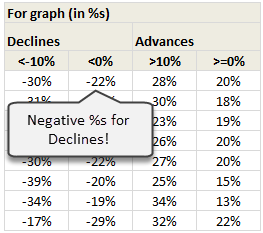 For graph (in %s)
Declines Advances
<-10% <0% >10% >=0%
-30% -22% 28% 20%
30% 18%
Negative %s for
Declines!
23% 19%
26% 20%
-30% -22% 27% 20%
-39% -20% 25% 15%
-34% -19% 34% 13%
-17% -29% 32% 22%